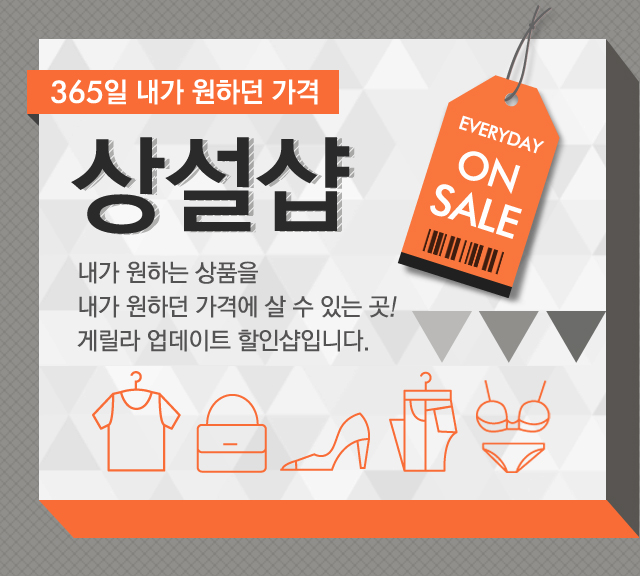 365일 내가 원하던 가격
EVERYDAY
ON
SALE
상설샵
내가 원하는 상품을
내가 원하던 가격에 살 수 있는 곳!
게릴라 업데이트 할인샵입니다.